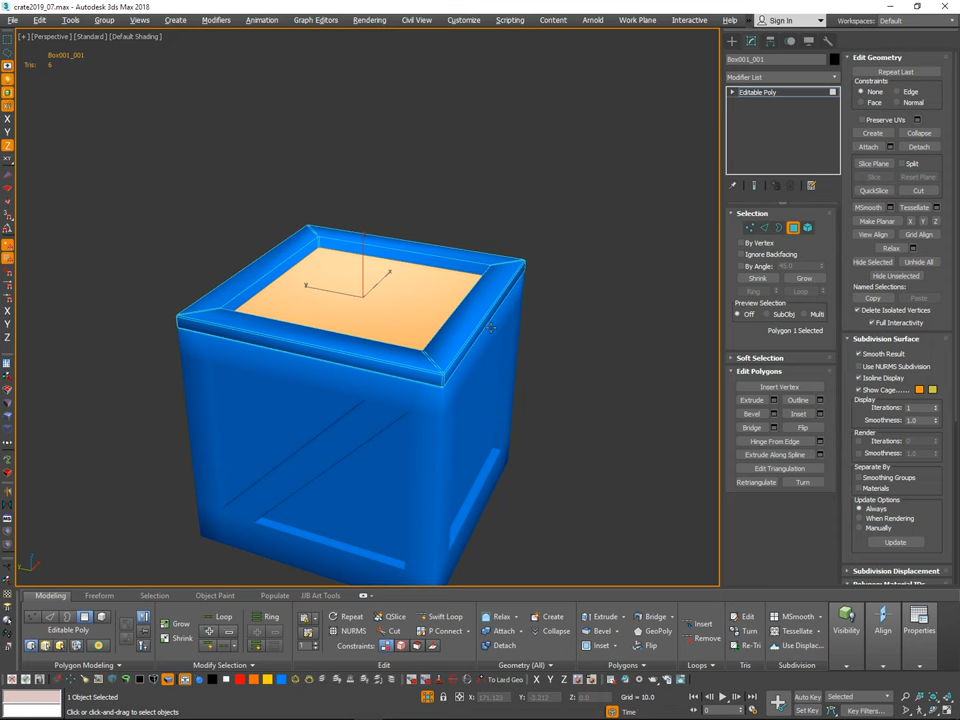 crate2019_07.max - Autodesk 3ds Max 2018
File Edit Tools Group Views Create Modifiers Animation Graph Editors Rendering Civil View Customize Scripting Content Arnold Work Plane Interactive Help Sign In Workspaces: Default
[ + ] [Perspective ] [Standard ] [Default Shading ]
Box001_001
Tris: 6
X
Y
Z
XY
X
Y
Z
x
y
Box001_001
Modifier List
Editable Poly
Selection
By Vertex
Ignore Backfacing
By Angle: 45.0
Shrink Grow
Ring Loop
Preview Selection
Off SubObj Multi
Polygon 1 Selected
Soft Selection
Edit Polygons
Insert Vertex
Extrude Outline
Bevel Inset
Bridge Flip
Hinge From Edge
Extrude Along Spline
Edit Triangulation
Retriangulate Turn
Edit Geometry
Repeat Last
Constraints
None Edge
Face Normal
Preserve UVs
Create Collapse
Attach Detach
Slice Plane Split
Slice Reset Plane
QuickSlice Cut
MSmooth Tessellate
Make Planar X Y Z
View Align Grid Align
Relax
Hide Selected Unhide All
Hide Unselected
Named Selections:
Copy Paste
Delete Isolated Vertices
Full Interactivity
Subdivision Surface
Smooth Result
Use NURMS Subdivision
Isoline Display
Show Cage......
Display
Iterations: 1
Smoothness: 1.0
Render
Iterations: 0
Smoothness: 1.0
Separate By
Smoothing Groups
Materials
Update Options
Always
When Rendering
Manually
Update
Subdivision Displacement
Modeling Freeform Selection Object Paint Populate JIB Art Tools
Editable Poly
Polygon Modeling
Grow
Shrink
Loop
Ring
Modify Selection
1
Repeat QSlice Swift Loop
NURMS Cut P Connect
Constraints:
Edit
Relax Create
Attach Collapse
Detach
Geometry (All)
Extrude Bridge
Bevel GeoPoly
Inset Flip
Polygons
Insert
Remove
Loops
Edit
Turn
Re-Tri
Tris
MSmooth
Tessellate
Use Displac...
Subdivision
Visibility
Align
Properties
To Land Geo
1 Object Selected
Click or click-and-drag to select objects
X: 171.123 Y: -2.212 Z: 0.0 Grid = 10.0
Time
0
Auto Key Selected
Set Key Key Filters...